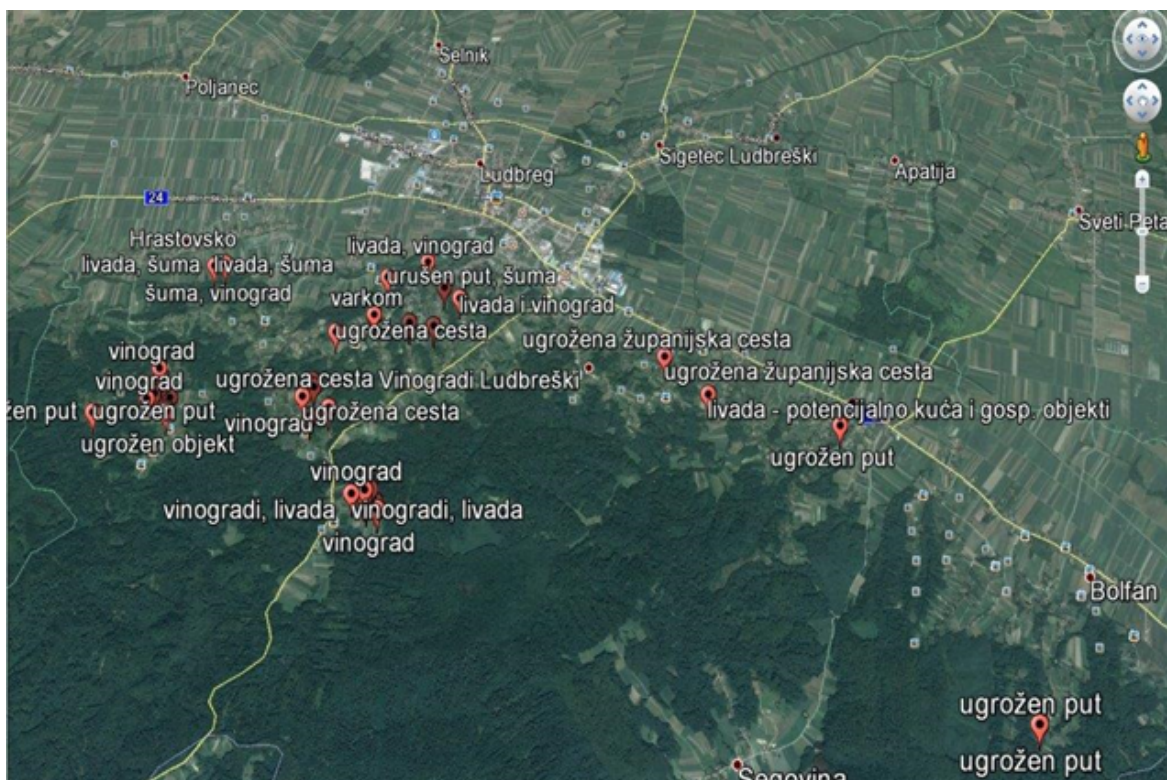 Selnik
Poljanec
Sigetec Ludbreški
Ludbreg
Apatija
24
Sveti Peta
Hrastovsko
livada, vinograd
livada, šuma
livada, šuma
urušen put, šuma
šuma, vinograd
varkom
livada i vinograd
ugrožena cesta
ugrožena županijska cesta
vinograd
ugrožena cesta
Vinogradi Ludbreški
ugrožena županijska cesta
vinograd
žen put
ugrožen put
ugrožena cesta
livada - potencijalno kuća i gosp. objekti
vinograd
ugrožen objekt
ugrožen put
vinograd
vinogradi, livada
vinogradi, livada
vinograd
Bolfan
ugrožen put
ugrožen put
Segovina